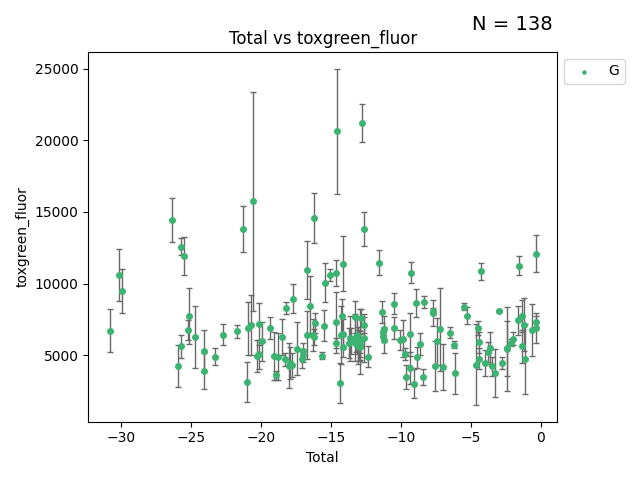 N = 138
Total vs toxgreen_fluor
G
25000
20000
15000
10000
5000
toxgreen_fluor
−30 −25 −20 −15 −10 −5 0
Total